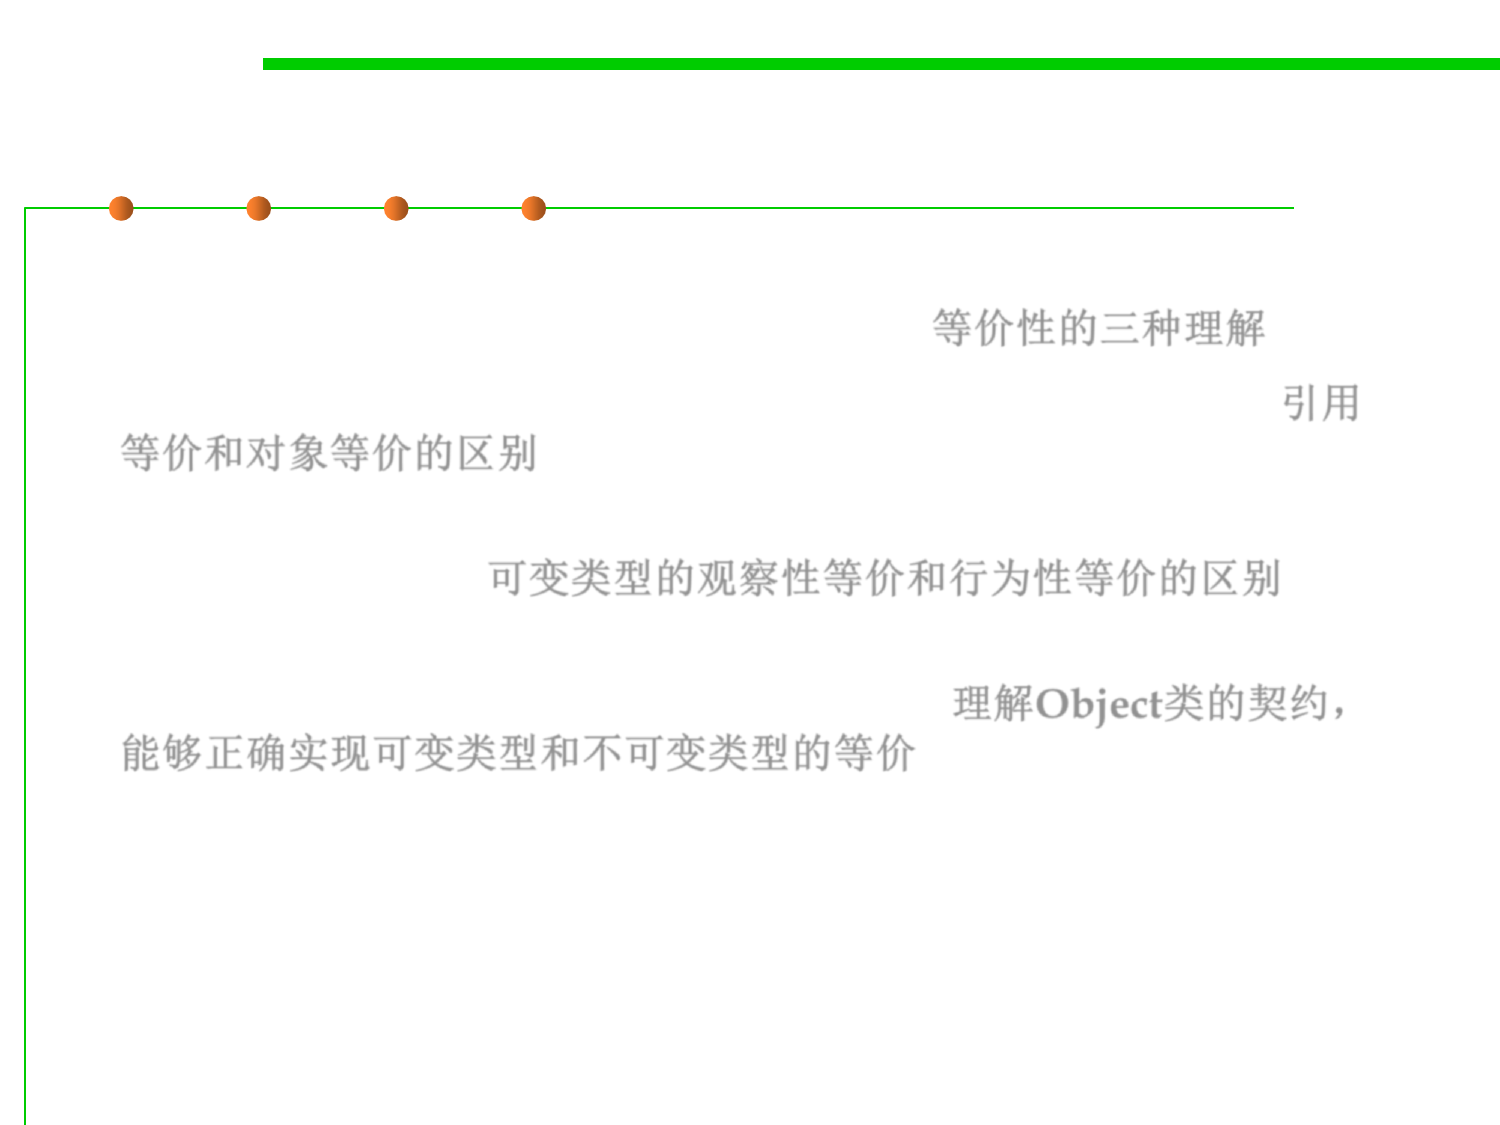 等价性的三种理解
引用
等价和对象等价的区别
可变类型的观察性等价和行为性等价的区别
理解Object类的契约，
能够正确实现可变类型和不可变类型的等价